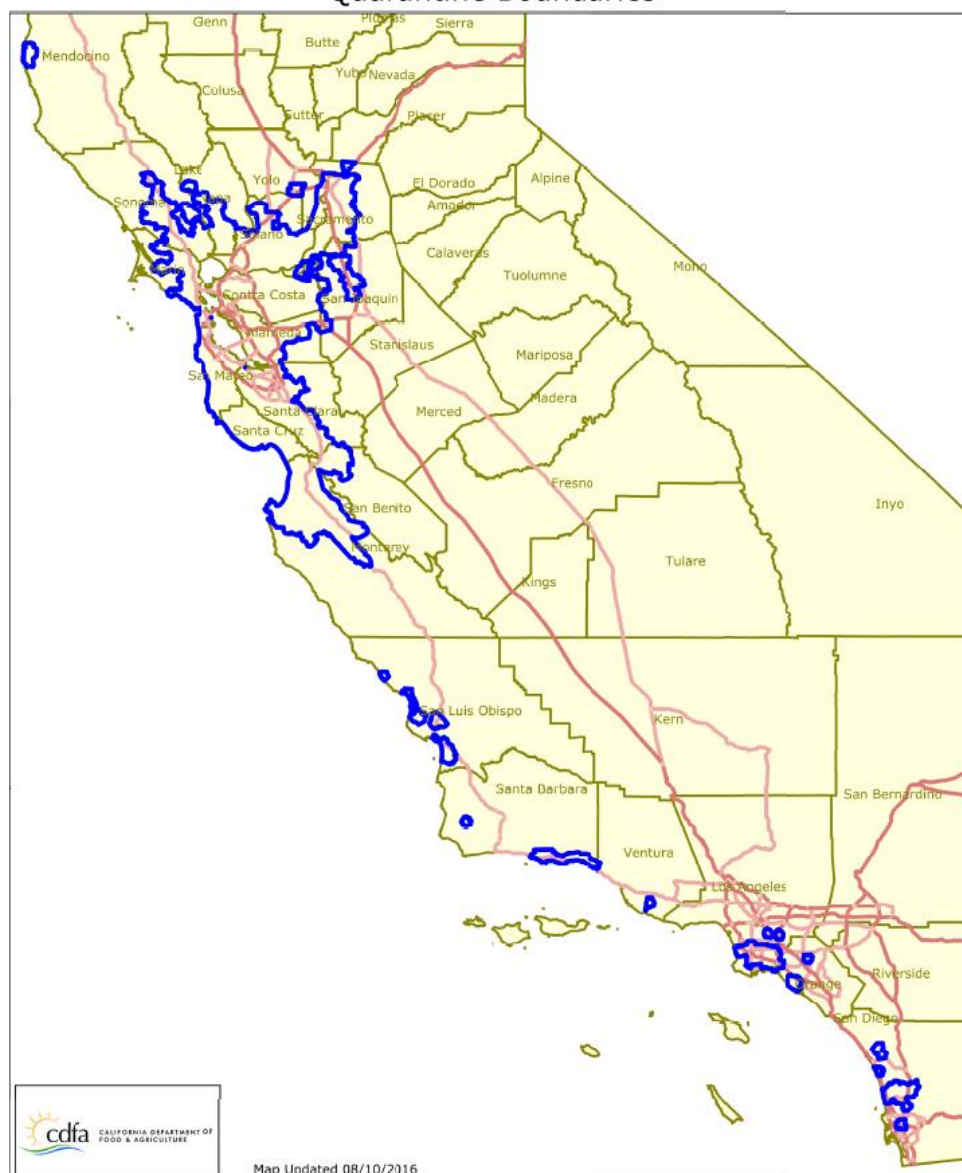 Quarantine Boundaries
Genn
Plumas
Sierra
Butte
Mendocino
Yuba
Nevada
Colusa
Sutter
Placer
Lake
Yolo
El Dorado
Alpine
Napa
Sonoma
Amador
Sacramento
Solano
Calaveras
Marin
Mono
Tuolumne
Contra Costa
San Joaquin
Alameda
Stanislaus
Mariposa
San Mateo
Madera
Santa Clara
Merced
Santa Cruz
Fresno
Inyo
San Benito
Monterey
Tulare
Kings
San Luis Obispo
Kern
Santa Barbara
San Bernardino
Ventura
Los Angeles
Riverside
Orange
San Diego
cdfa
CALIFORNIA DEPARTMENT OF
FOOD & AGRICULTURE
Map Updated 08/10/2016